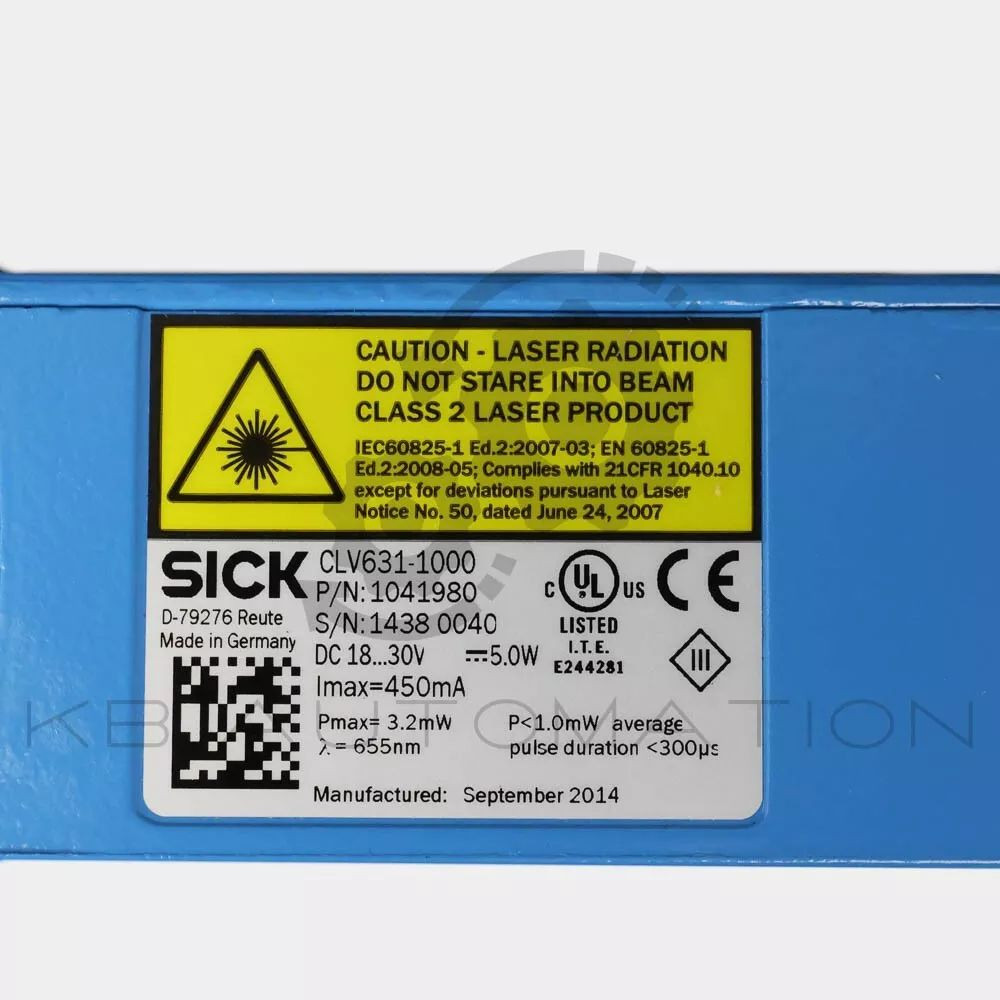 CAUTION - LASER RADIATION
DO NOT STARE INTO BEAM
CLASS 2 LASER PRODUCT
IEC60825-1 Ed.2:2007-03; EN 60825-1
Ed.2:2008-05; Complies with 21CFR 1040.10
except for deviations pursuant to Laser
Notice No. 50, dated June 24, 2007
SICK
D-79276 Reute
Made in Germany
CLV631-1000
P/N: 1041980
S/N: 1438 0040
DC 18...30V ⎓5.0W
Imax=450mA
Pmax= 3.2mW
λ = 655nm
P<1.0mW average
pulse duration <300µs
Manufactured: September 2014
C UL US
LISTED
I.T.E.
E244281
CE
III
KB AUTOMATION